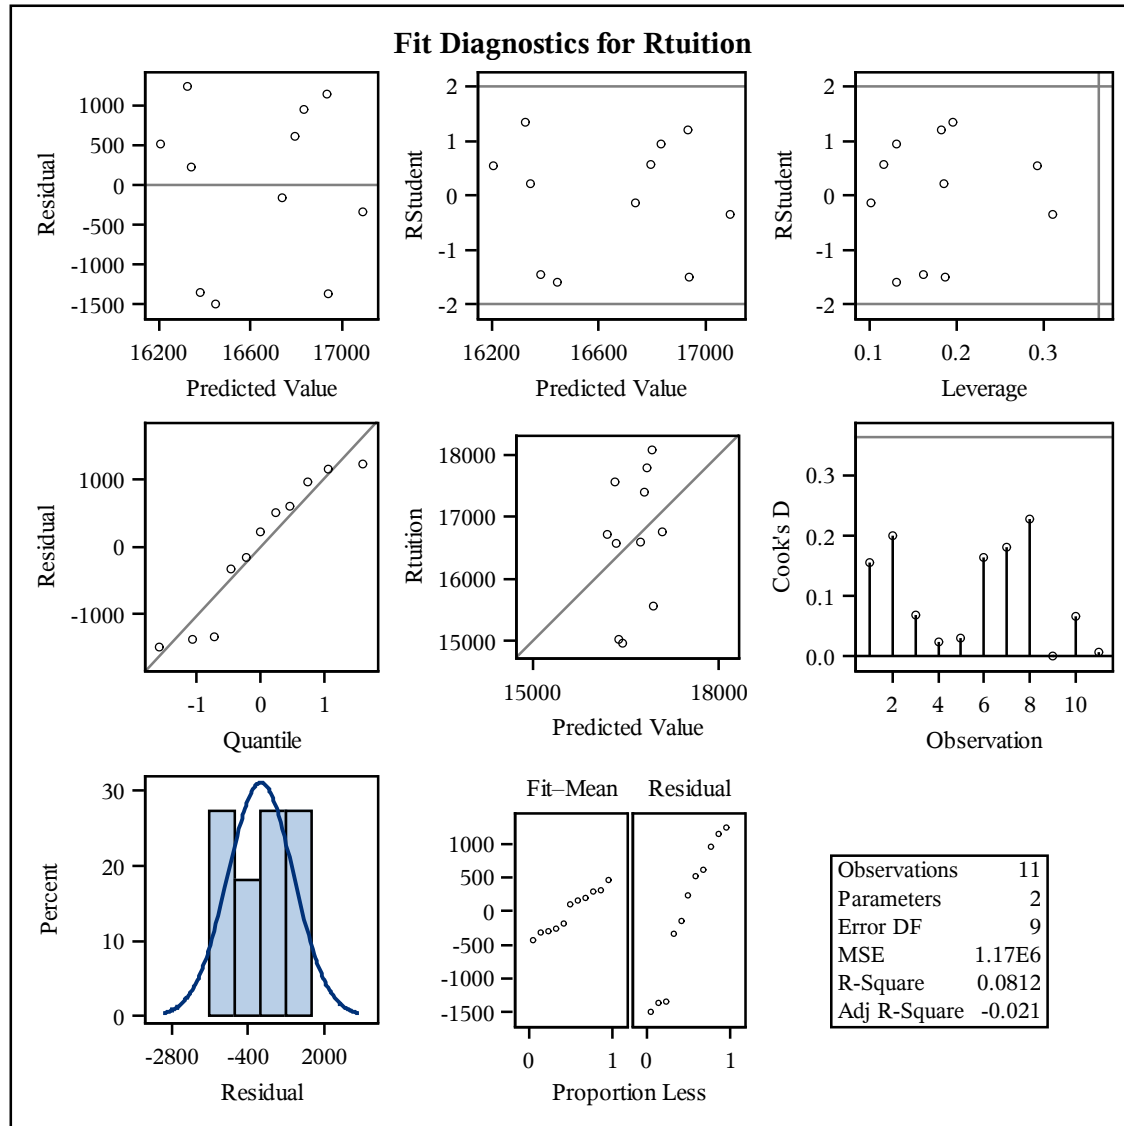 Fit Diagnostics for Rtuition
1000
500
0
-500
-1000
-1500
Residual
16200 16600 17000
Predicted Value
2
1
0
-1
-2
RStudent
16200 16600 17000
Predicted Value
2
1
0
-1
-2
RStudent
0.1 0.2 0.3
Leverage
1000
0
-1000
Residual
-1 0 1
Quantile
18000
17000
16000
15000
Rtuition
15000 18000
Predicted Value
0.3
0.2
0.1
0.0
Cook's D
2 4 6 8 10
Observation
30
20
10
0
Percent
-2800 -400 2000
Residual
Fit–Mean Residual
1000
500
0
-500
-1000
-1500
0 1 0 1
Proportion Less
Observations 11
Parameters 2
Error DF 9
MSE 1.17E6
R-Square 0.0812
Adj R-Square -0.021